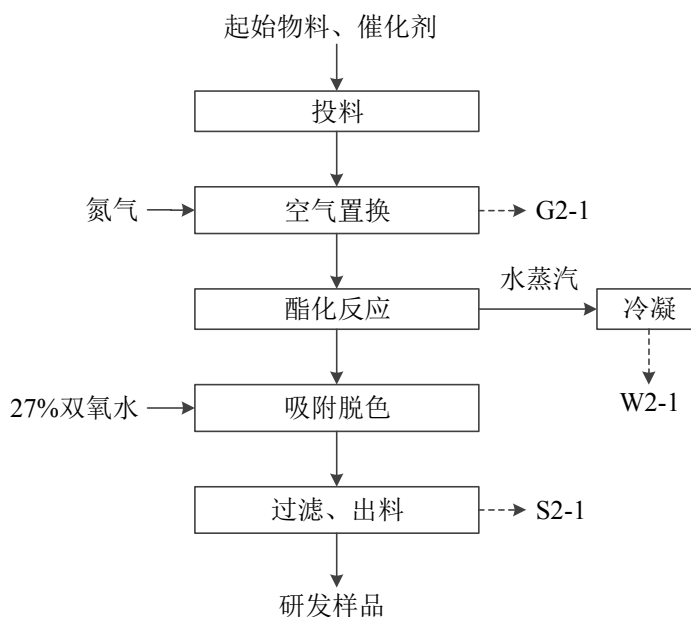 起始物料、催化剂
投料
氮气
空气置换
G2-1
水蒸汽
酯化反应
冷凝
W2-1
27%双氧水
吸附脱色
过滤、出料
S2-1
研发样品